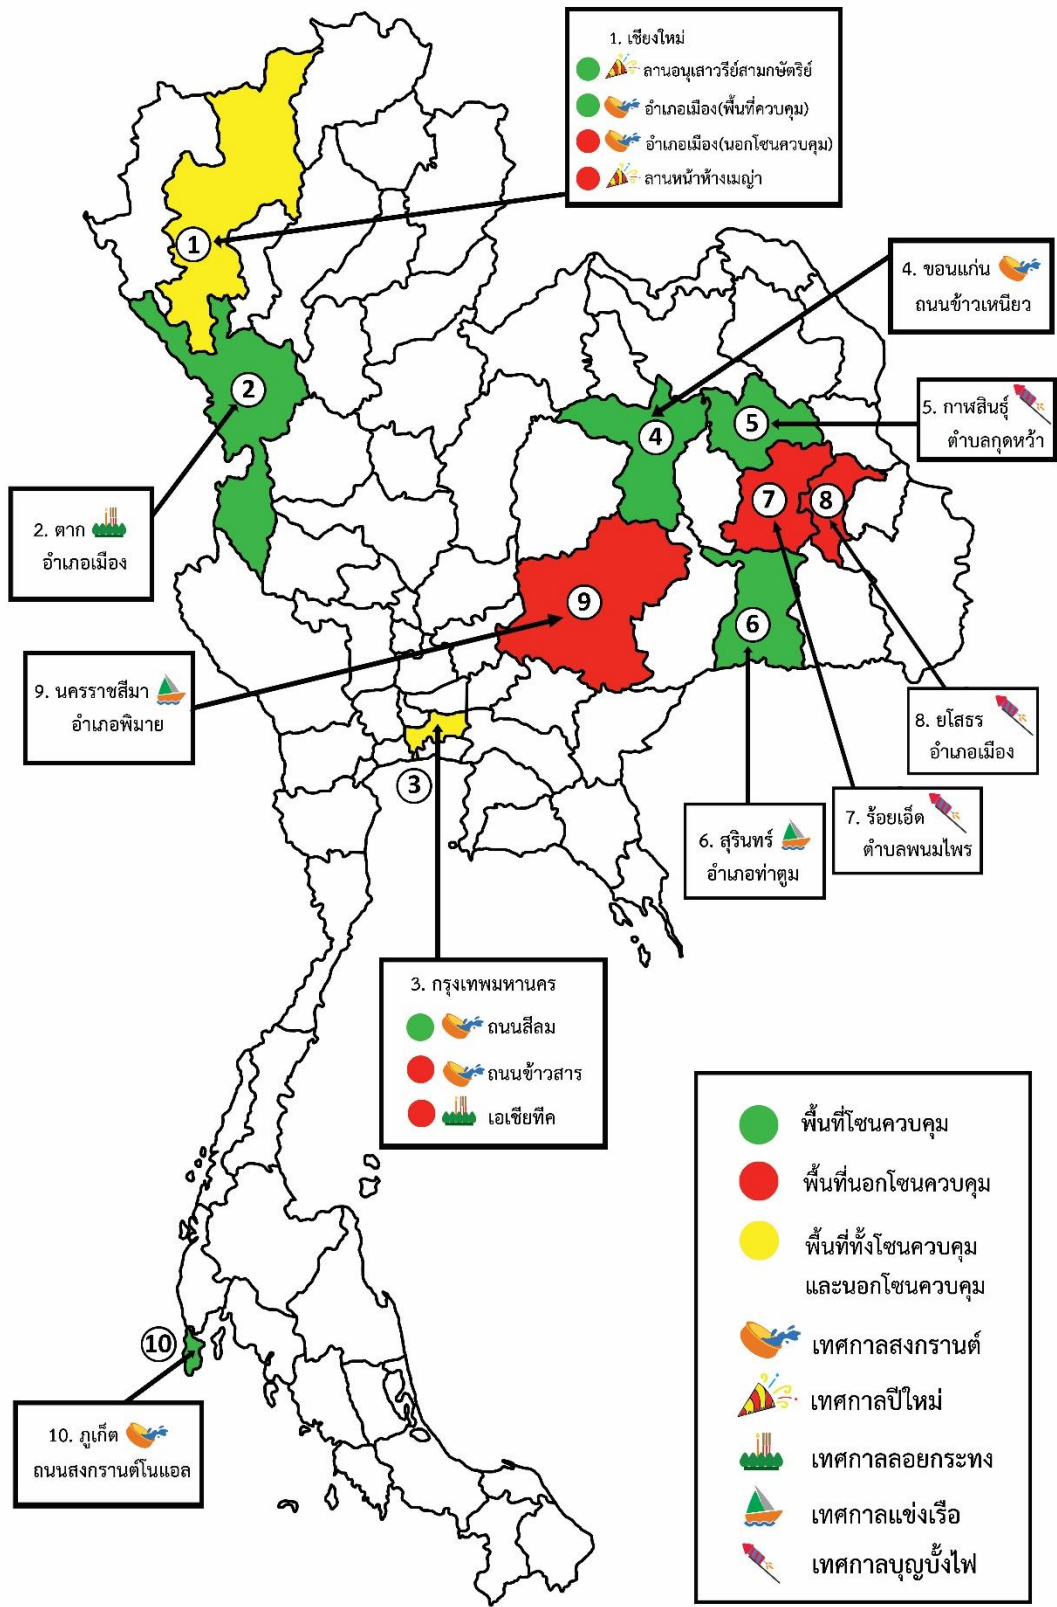 1. เชียงใหม่
ลานอนุเสาวรีย์สามกษัตริย์
อำเภอเมือง(พื้นที่ควบคุม)
อำเภอเมือง(นอกโซนควบคุม)
ลานหน้าห้างเมญ่า
1
4. ขอนแก่น
ถนนข้าวเหนียว
2
4
5
5. กาฬสินธุ์
ตำบลกุดหว้า
7
8
2. ตาก
อำเภอเมือง
9
6
9. นครราชสีมา
อำเภอพิมาย
8. ยโสธร
อำเภอเมือง
3
7. ร้อยเอ็ด
ตำบลพนมไพร
6. สุรินทร์
อำเภอท่าตูม
3. กรุงเทพมหานคร
ถนนสีลม
ถนนข้าวสาร
เอเชียทีค
พื้นที่โซนควบคุม
พื้นที่นอกโซนควบคุม
พื้นที่ทั้งโซนควบคุม
และนอกโซนควบคุม
เทศกาลสงกรานต์
เทศกาลปีใหม่
เทศกาลลอยกระทง
เทศกาลแข่งเรือ
เทศกาลบุญบั้งไฟ
10
10. ภูเก็ต
ถนนสงกรานต์โนแอล